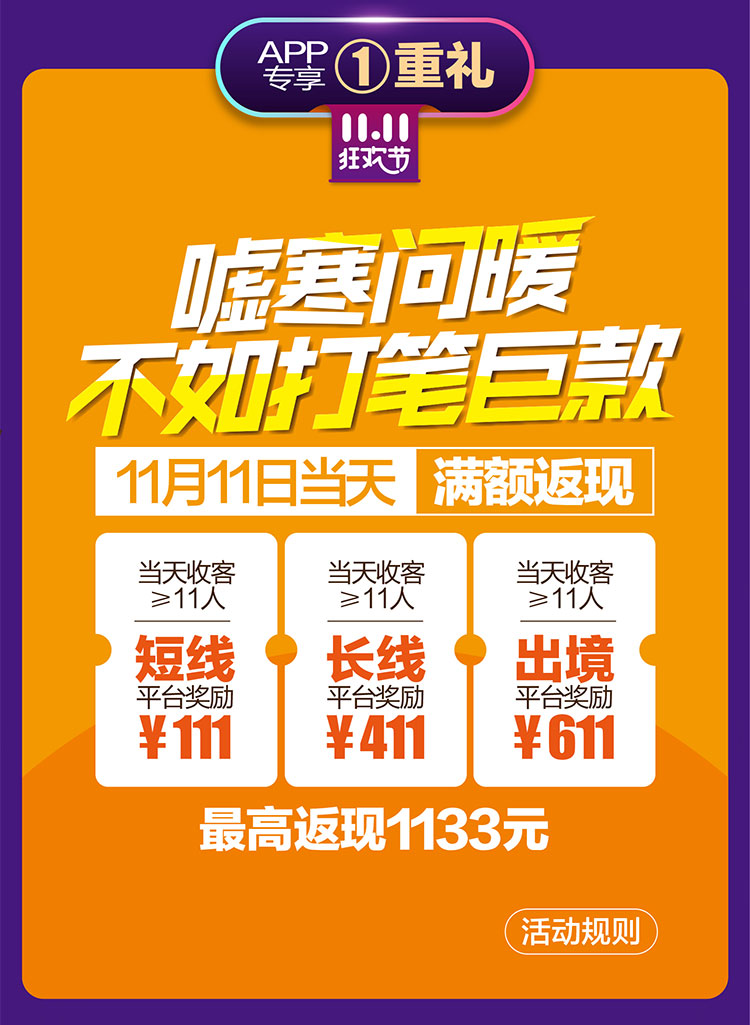 APP
专享
①重礼
11.11
狂欢节
嘘寒问暖
不如打笔巨款
11月11日当天 满额返现
当天收客
≥11人
短线
平台奖励
¥111
当天收客
≥11人
长线
平台奖励
¥411
当天收客
≥11人
出境
平台奖励
¥611
最高返现1133元
活动规则